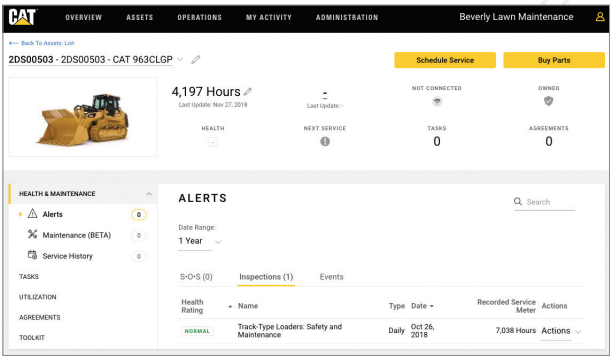 CAT OVERVIEW ASSETS OPERATIONS MY ACTIVITY ADMINISTRATION Beverly Lawn Maintenance
← Back To Assets: List
2DS00503 - 2DS00503 - CAT 963CLGP
Schedule Service Buy Parts
4,197 Hours - NOT CONNECTED OWNED
Last Update: Nov 27, 2018 Last Update:-
HEALTH NEXT SERVICE TASKS AGREEMENTS
- 0 0
HEALTH & MAINTENANCE
Alerts 0
Maintenance (BETA) 0
Service History 0
TASKS
UTILIZATION
AGREEMENTS
TOOLKIT
ALERTS
Search
Date Range:
1 Year
S•O•S (0) Inspections (1) Events
Health Rating Name Type Date Recorded Service Meter Actions
NORMAL Track-Type Loaders: Safety and Maintenance Daily Oct 26, 2018 7,038 Hours Actions